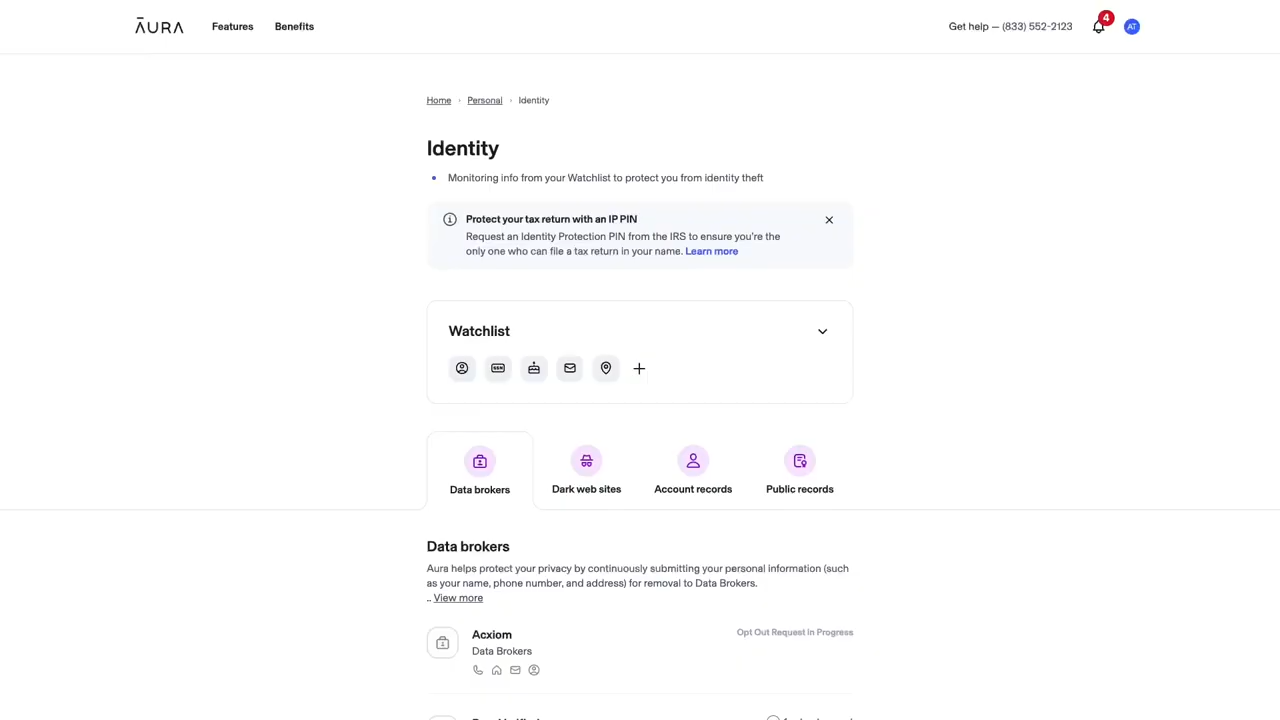 ĀURA
Features
Benefits
Get help — (833) 552-2123
4
AT
Home
Personal
Identity
Identity
Monitoring info from your Watchlist to protect you from identity theft
Protect your tax return with an IP PIN
Request an Identity Protection PIN from the IRS to ensure you're the
only one who can file a tax return in your name. Learn more
Watchlist
SSN
Data brokers
Dark web sites
Account records
Public records
Data brokers
Aura helps protect your privacy by continuously submitting your personal information (such
as your name, phone number, and address) for removal to Data Brokers.
.. View more
Acxiom
Opt Out Request In Progress
Data Brokers